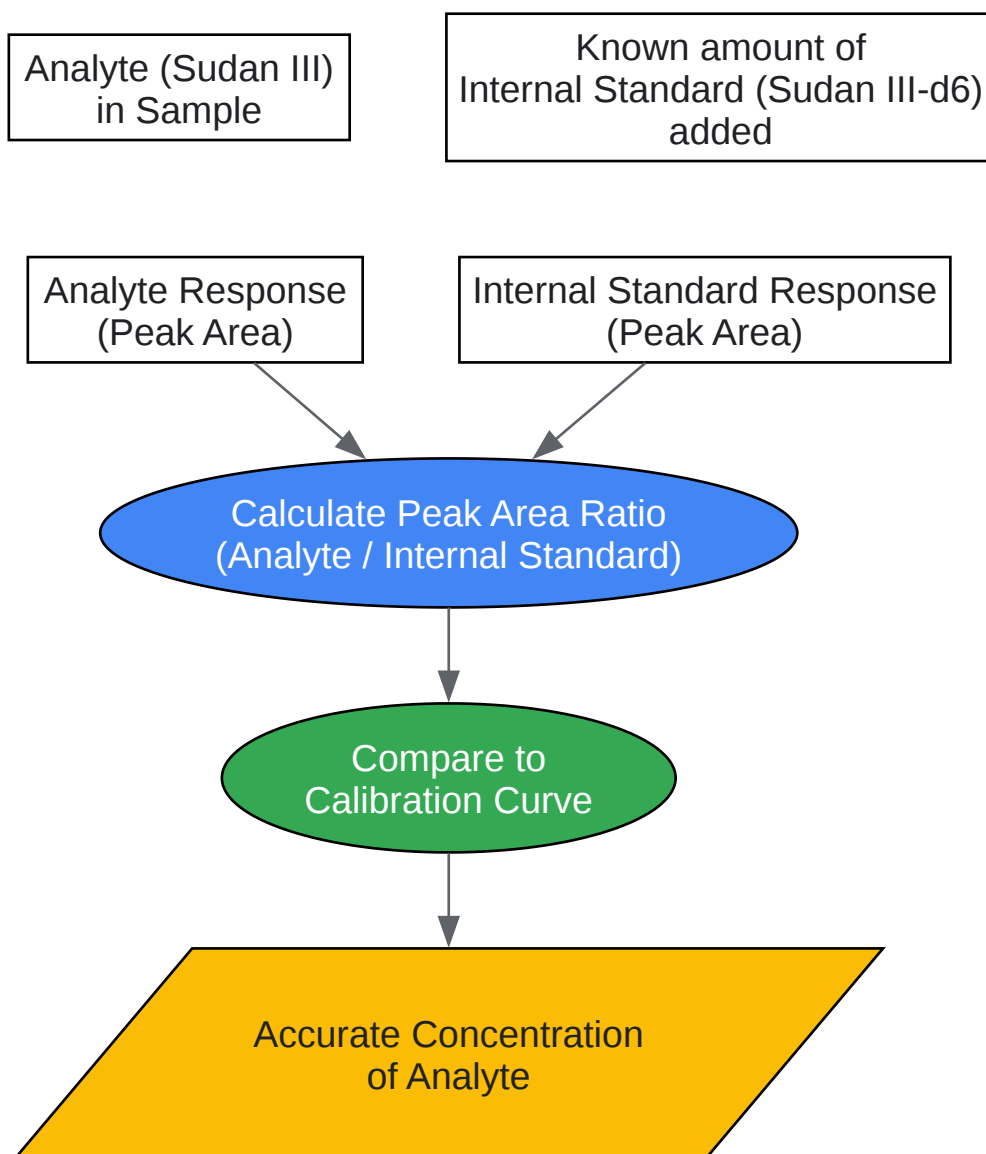 Analyte (Sudan III)
in Sample
Known amount of
Internal Standard (Sudan III-d6)
added
Analyte Response
(Peak Area)
Internal Standard Response
(Peak Area)
Calculate Peak Area Ratio
(Analyte / Internal Standard)
Compare to
Calibration Curve
Accurate Concentration
of Analyte